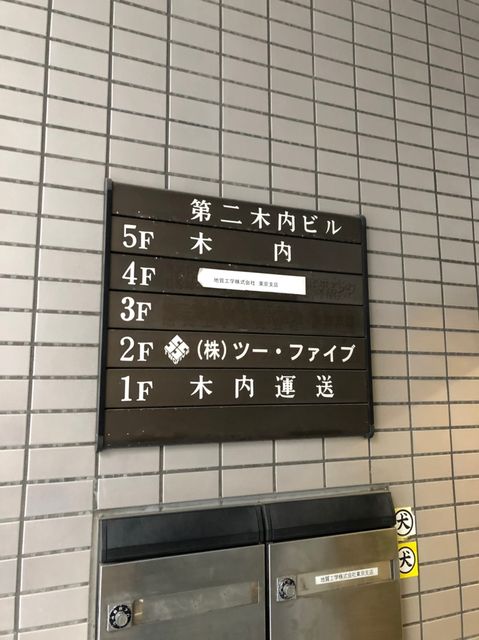 第二木内ビル
5F 木内
4F 地質工学株式会社 東京支店
3F
2F (株)ツー・ファイブ
1F 木内運送
犬
犬
地質工学株式会社東京支店